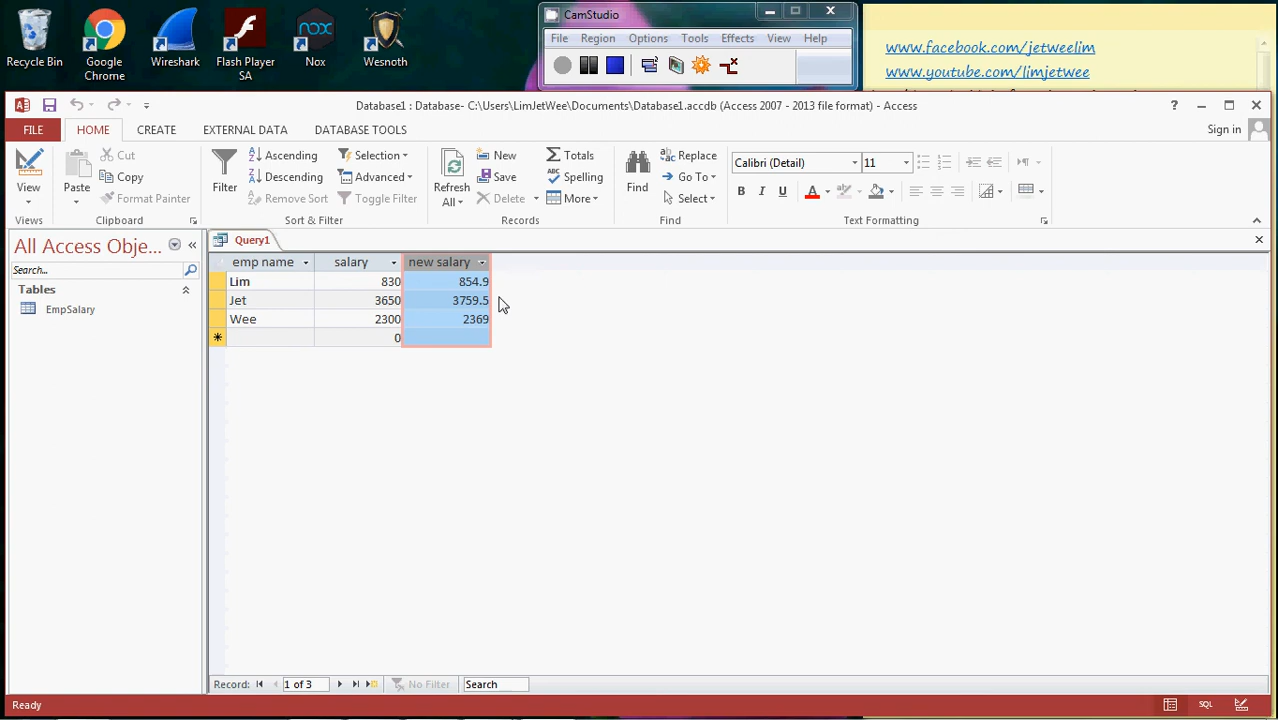 Recycle Bin
Google Chrome
Wireshark
Flash Player SA
Nox
Wesnoth
CamStudio
File Region Options Tools Effects View Help
www.facebook.com/jetweelim
www.youtube.com/limjetwee
Database1 : Database- C:\Users\LimJetWee\Documents\Database1.accdb (Access 2007 - 2013 file format) - Access
?
FILE HOME CREATE EXTERNAL DATA DATABASE TOOLS
Sign in
View
Views
Paste
Cut
Copy
Format Painter
Clipboard
Filter
Ascending
Descending
Remove Sort
Selection
Advanced
Toggle Filter
Sort & Filter
Refresh All
New
Save
Delete
Totals
Spelling
More
Records
Find
Replace
Go To
Select
Find
Calibri (Detail) 11
B I U A
Text Formatting
All Access Obje...
Search...
Tables
EmpSalary
Query1
emp name salary new salary
Lim 830 854.9
Jet 3650 3759.5
Wee 2300 2369
0
Record: 1 of 3 No Filter Search
Ready
SQL